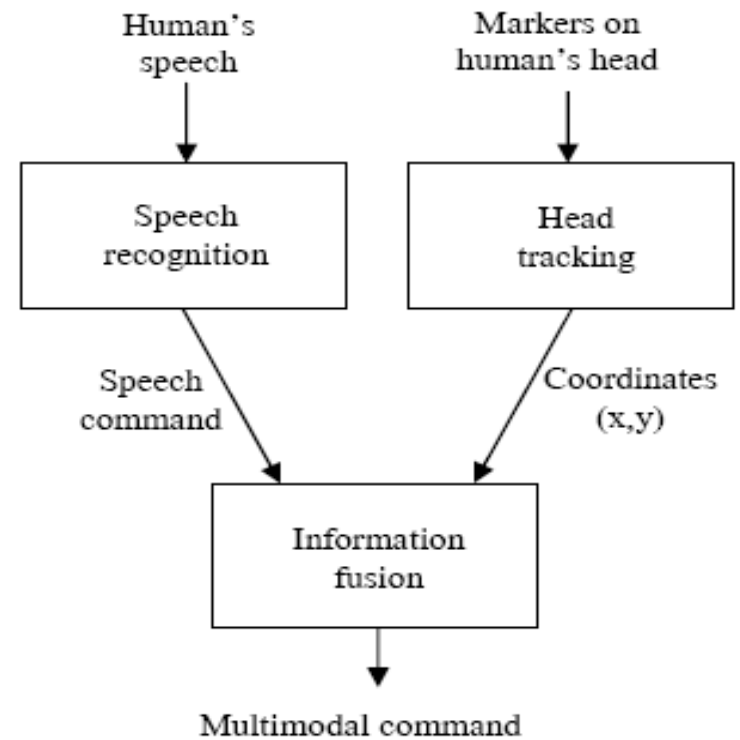 Human's
speech
Markers on
human's head
Speech
recognition
Head
tracking
Speech
command
Coordinates
(x,y)
Information
fusion
Multimodal command